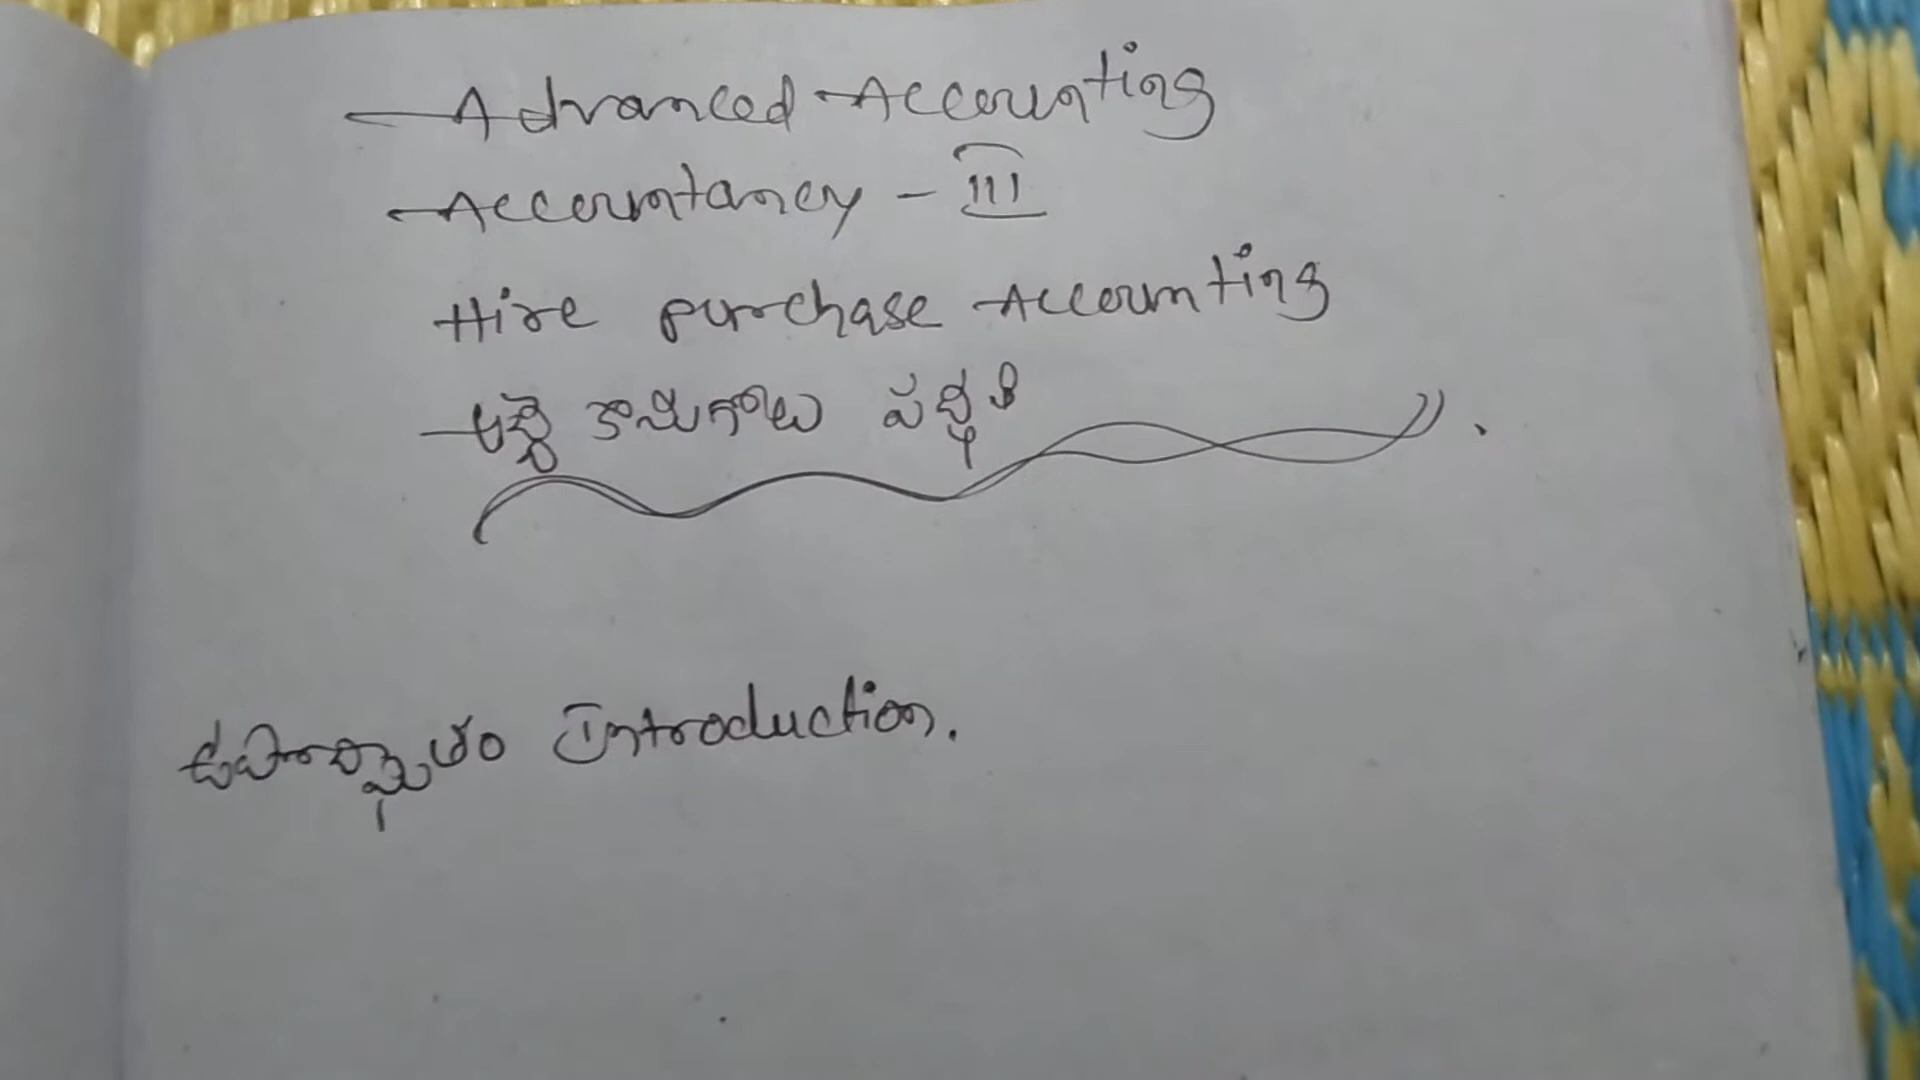 Advanced Accounting
Accountancy - III
Hire purchase Accounting
అద్దె కొనుగోలు పద్ధతి
ఉపోద్ఘాతం Introduction.